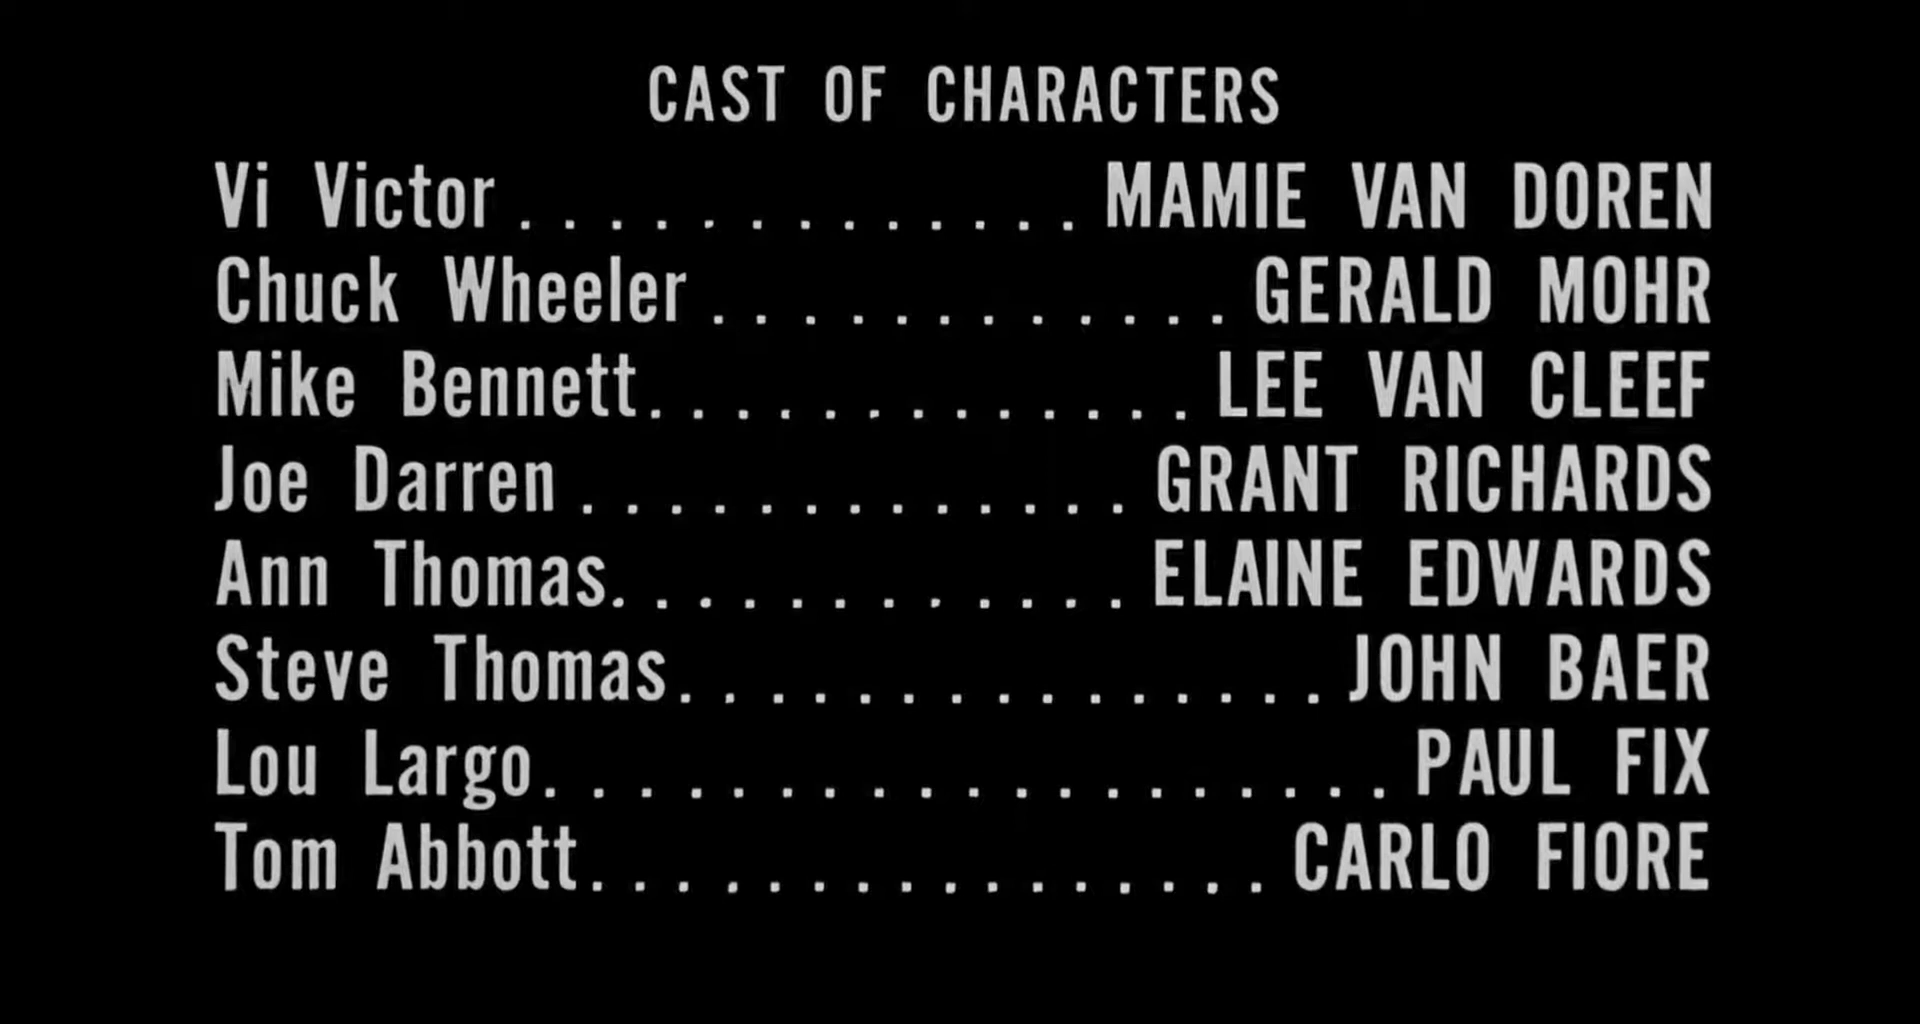 CAST OF CHARACTERS
Vi Victor . . . . . . . . . . . . . MAMIE VAN DOREN
Chuck Wheeler . . . . . . . . . . . . GERALD MOHR
Mike Bennett. . . . . . . . . . . . . LEE VAN CLEEF
Joe Darren . . . . . . . . . . . . . GRANT RICHARDS
Ann Thomas. . . . . . . . . . . . ELAINE EDWARDS
Steve Thomas. . . . . . . . . . . . . . . JOHN BAER
Lou Largo. . . . . . . . . . . . . . . . . . . PAUL FIX
Tom Abbott. . . . . . . . . . . . . . . . CARLO FIORE